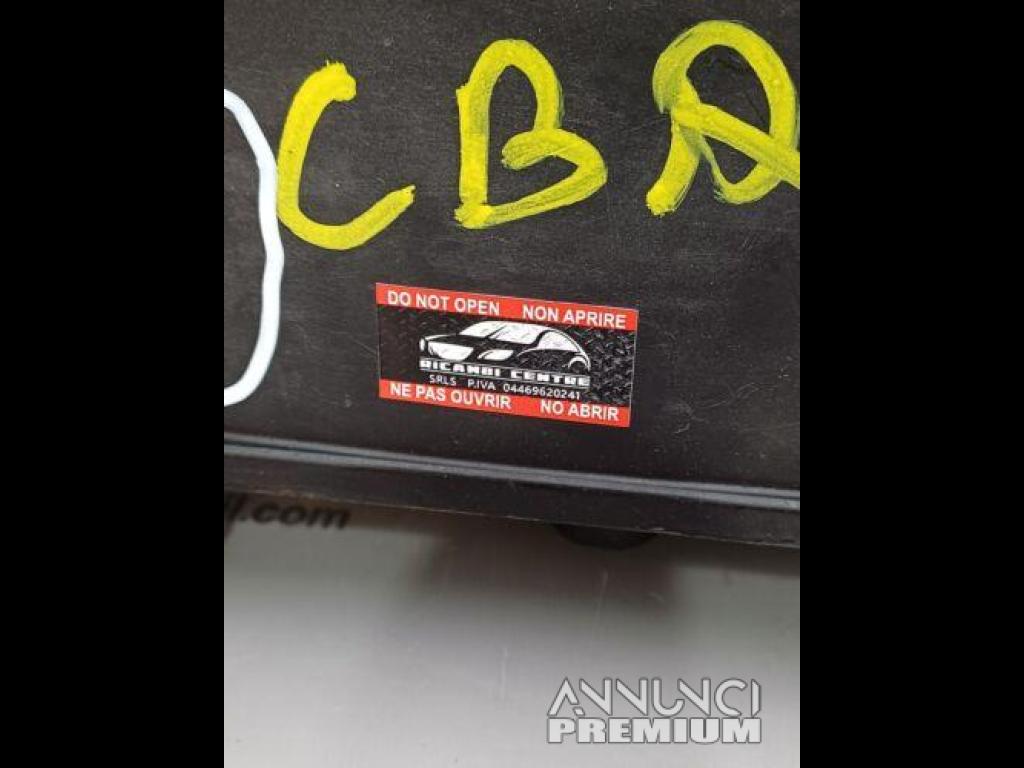 CBA
DO NOT OPEN NON APRIRE
RICAMBI CENTRE
SRLS P.IVA 04469620241
NE PAS OUVRIR NO ABRIR
.com
ANNUNCI
PREMIUM